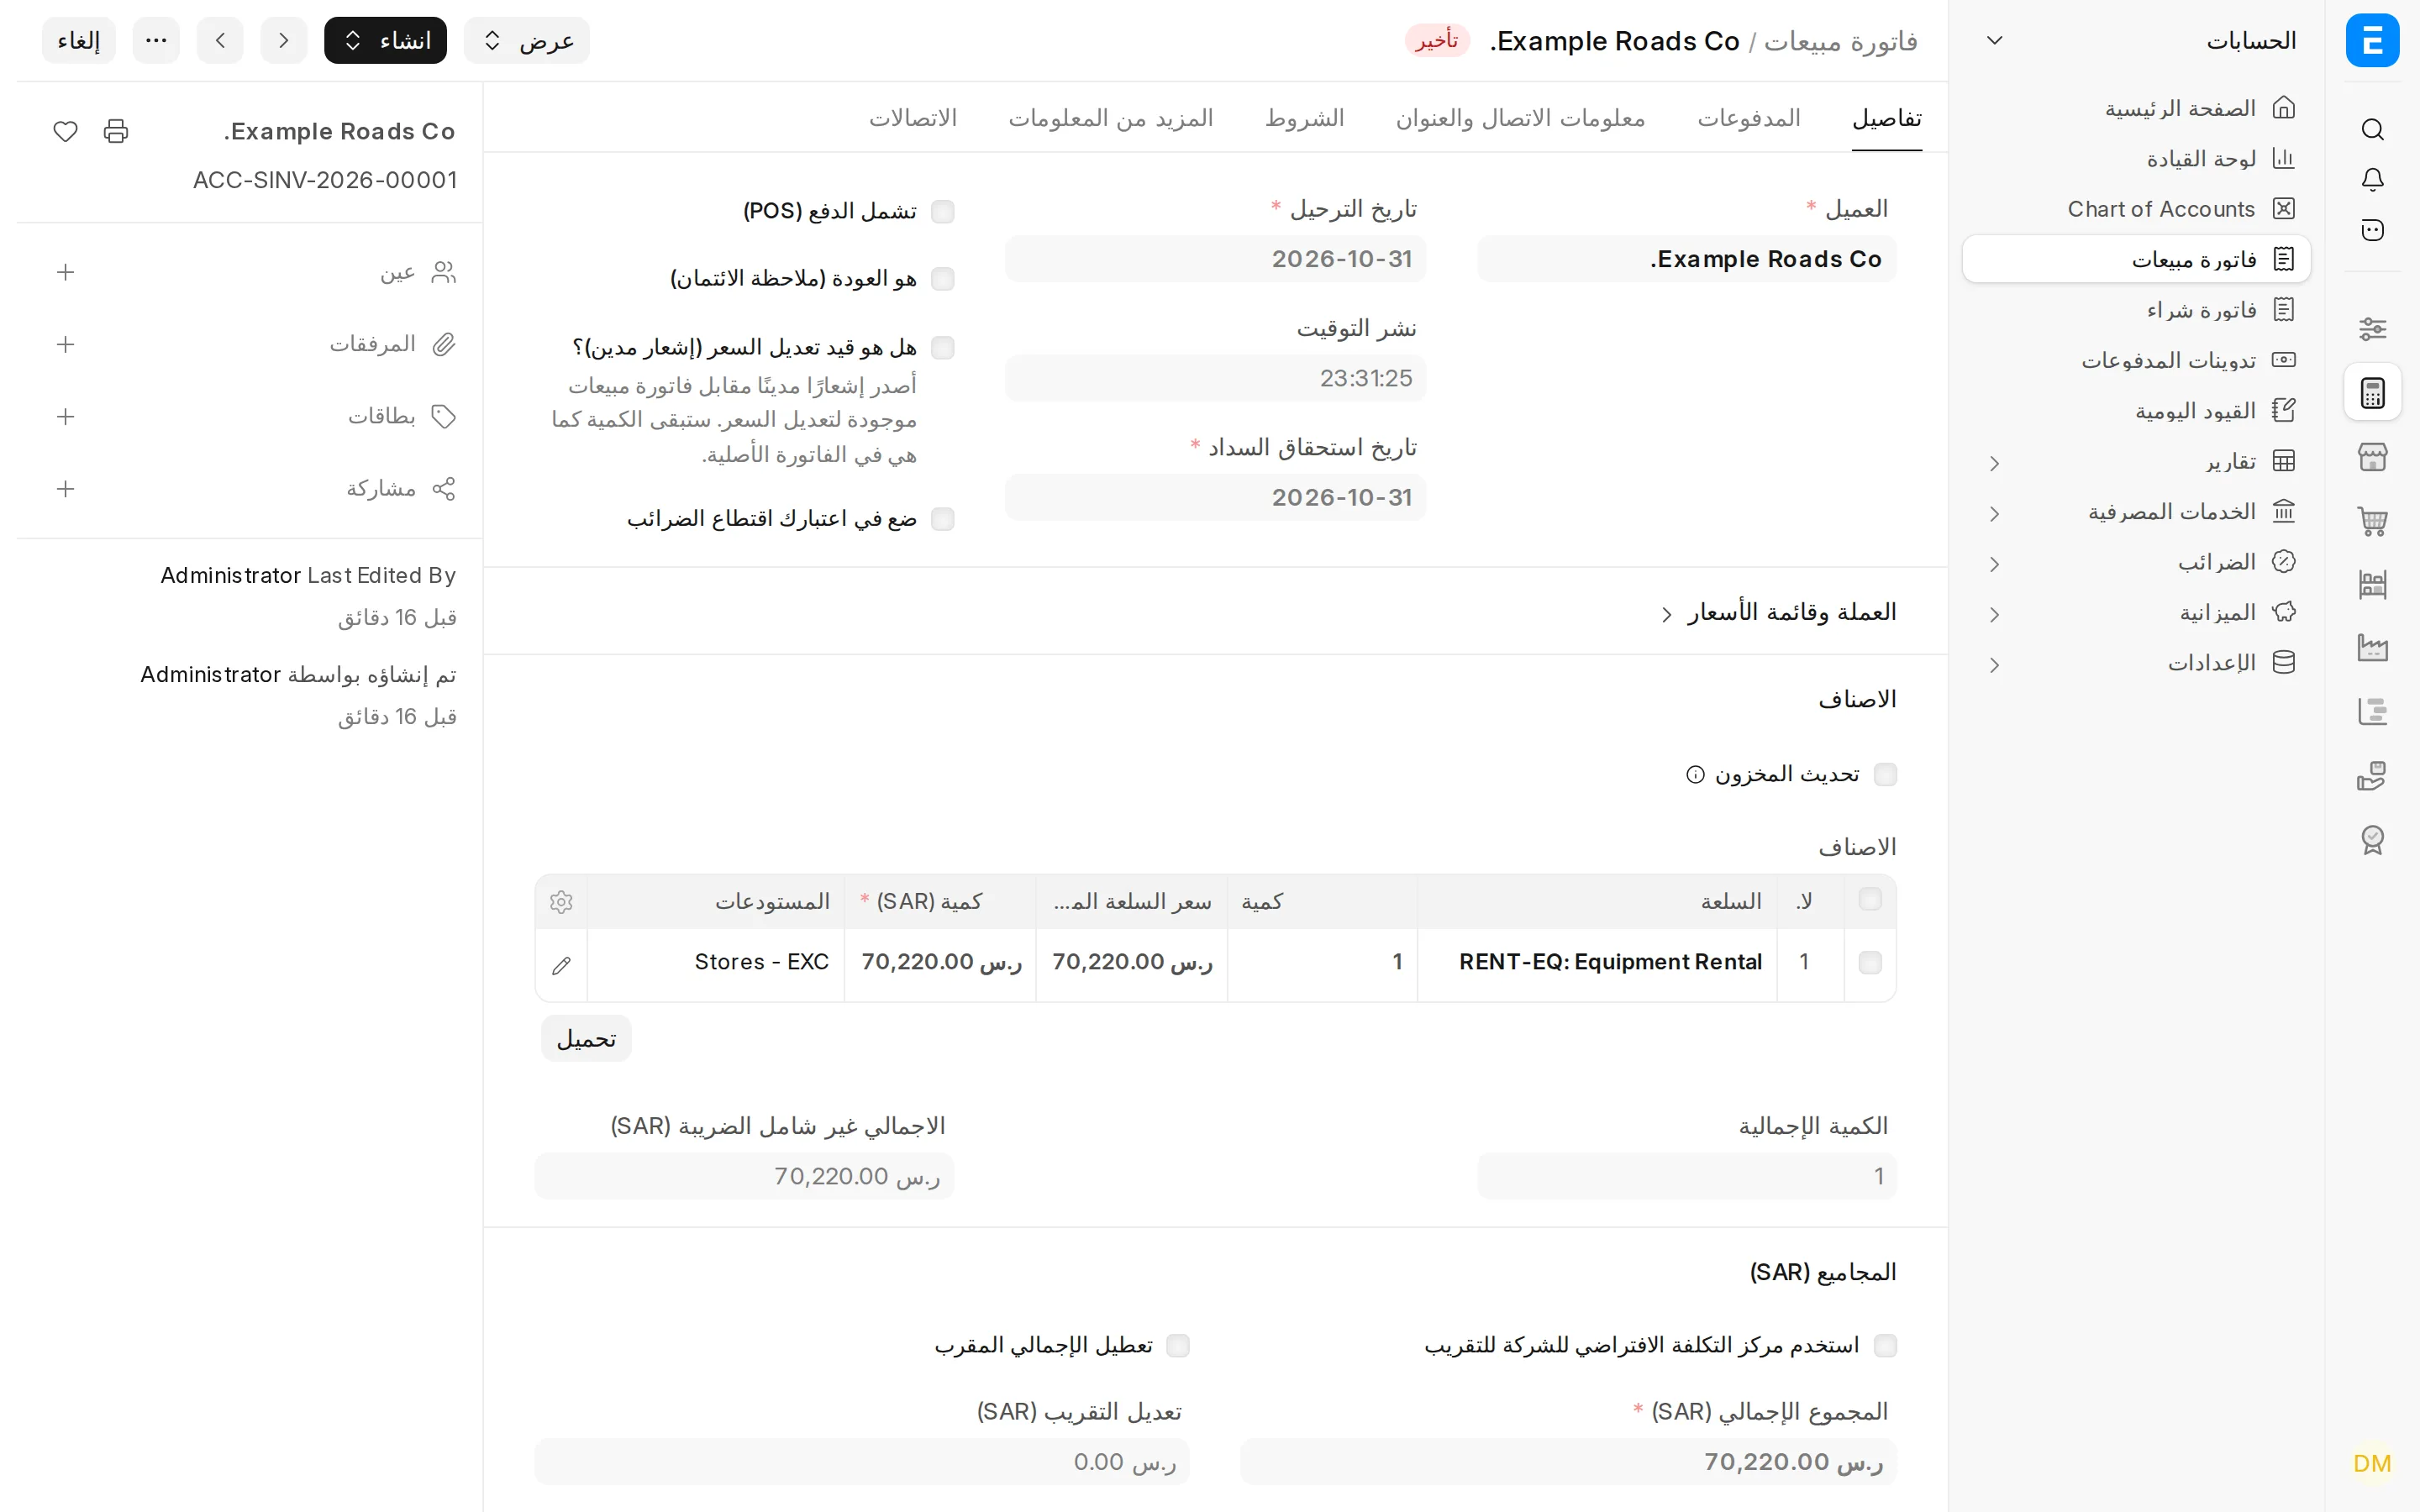 الحسابات
الصفحة الرئيسية
لوحة القيادة
Chart of Accounts
فاتورة مبيعات
فاتورة شراء
تدوينات المدفوعات
القيود اليومية
تقارير
الخدمات المصرفية
الضرائب
الميزانية
الإعدادات
DM
فاتورة مبيعات / Example Roads Co.
تأخير
عرض
انشاء
إلغاء
تفاصيل
المدفوعات
معلومات الاتصال والعنوان
الشروط
المزيد من المعلومات
الاتصالات
العميل *
Example Roads Co.
تاريخ الترحيل *
2026-10-31
نشر التوقيت
23:31:25
تاريخ استحقاق السداد *
2026-10-31
تشمل الدفع (POS)
هو العودة (ملاحظة الائتمان)
هل هو قيد تعديل السعر (إشعار مدين)؟
أصدر إشعارًا مدينًا مقابل فاتورة مبيعات
موجودة لتعديل السعر. ستبقى الكمية كما
هي في الفاتورة الأصلية.
ضع في اعتبارك اقتطاع الضرائب
العملة وقائمة الأسعار
الاصناف
تحديث المخزون
الاصناف
لا. السلعة كمية سعر السلعة الم... كمية (SAR) * المستودعات
1 RENT-EQ: Equipment Rental 1 ر.س 70,220.00 ر.س 70,220.00 Stores - EXC
تحميل
الكمية الإجمالية
1
الاجمالي غير شامل الضريبة (SAR)
ر.س 70,220.00
المجاميع (SAR)
استخدم مركز التكلفة الافتراضي للشركة للتقريب
تعطيل الإجمالي المقرب
المجموع الإجمالي (SAR) *
ر.س 70,220.00
تعديل التقريب (SAR)
ر.س 0.00
Example Roads Co.
ACC-SINV-2026-00001
عين
المرفقات
بطاقات
مشاركة
Administrator Last Edited By
قبل 16 دقائق
تم إنشاؤه بواسطة Administrator
قبل 16 دقائق